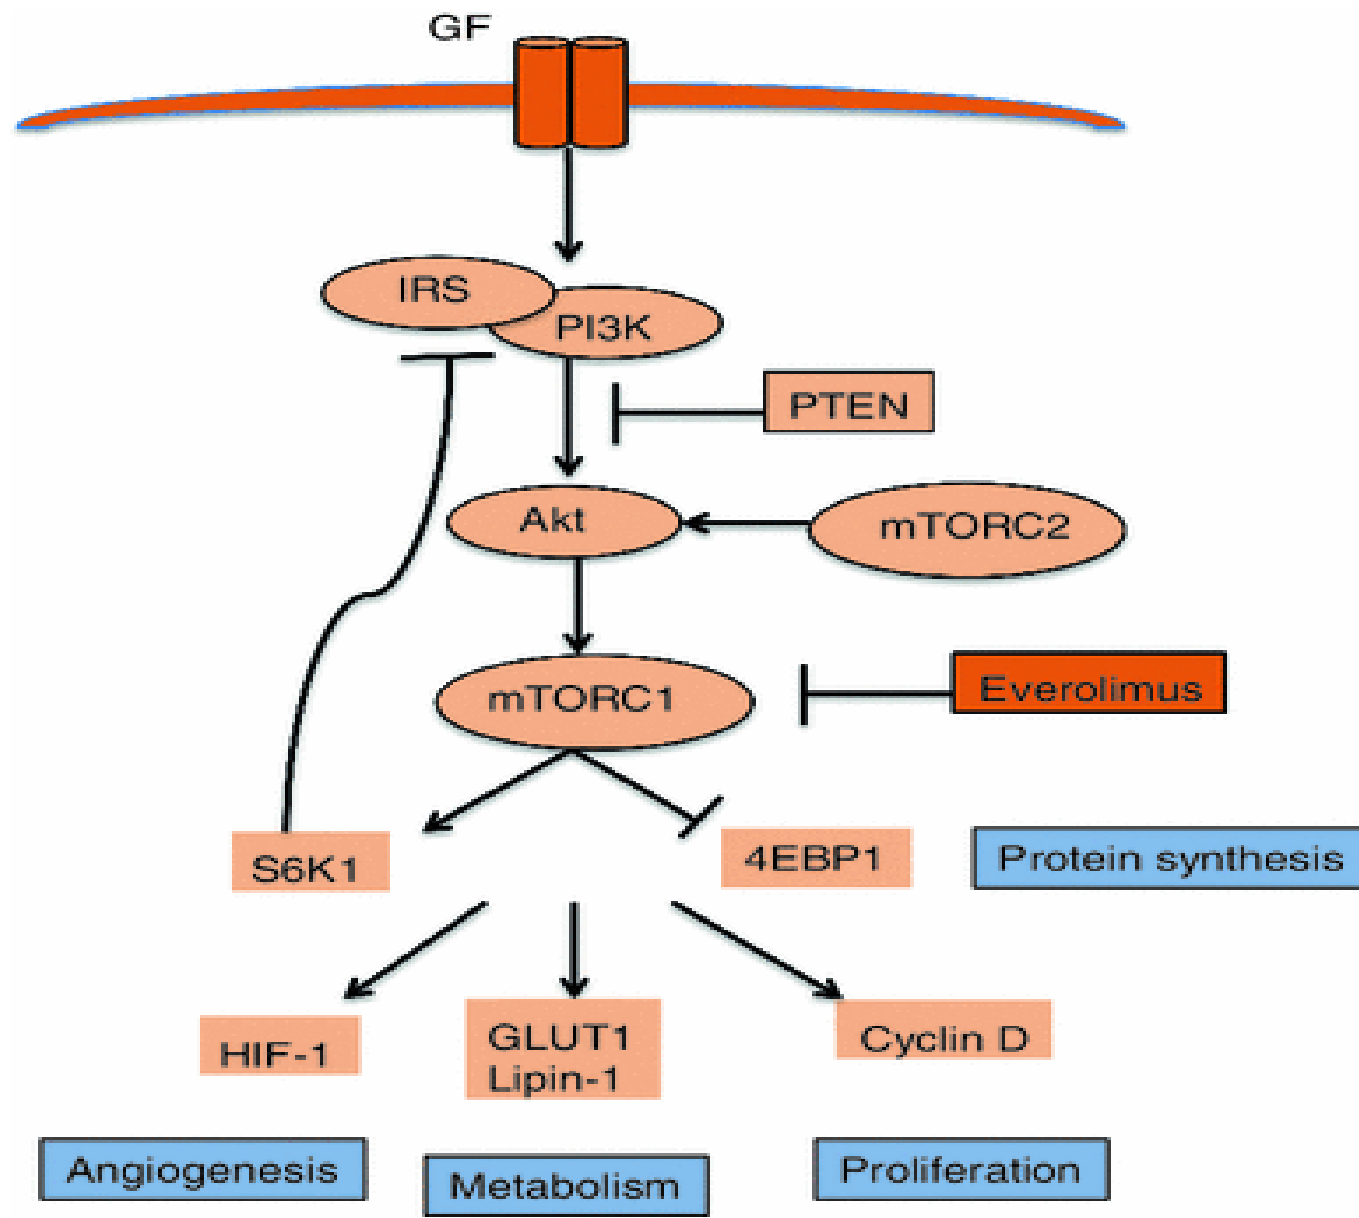 GF
IRS
PI3K
PTEN
Akt
mTORC2
mTORC1
Everolimus
S6K1
4EBP1
Protein synthesis
HIF-1
GLUT1
Lipin-1
Cyclin D
Angiogenesis
Metabolism
Proliferation